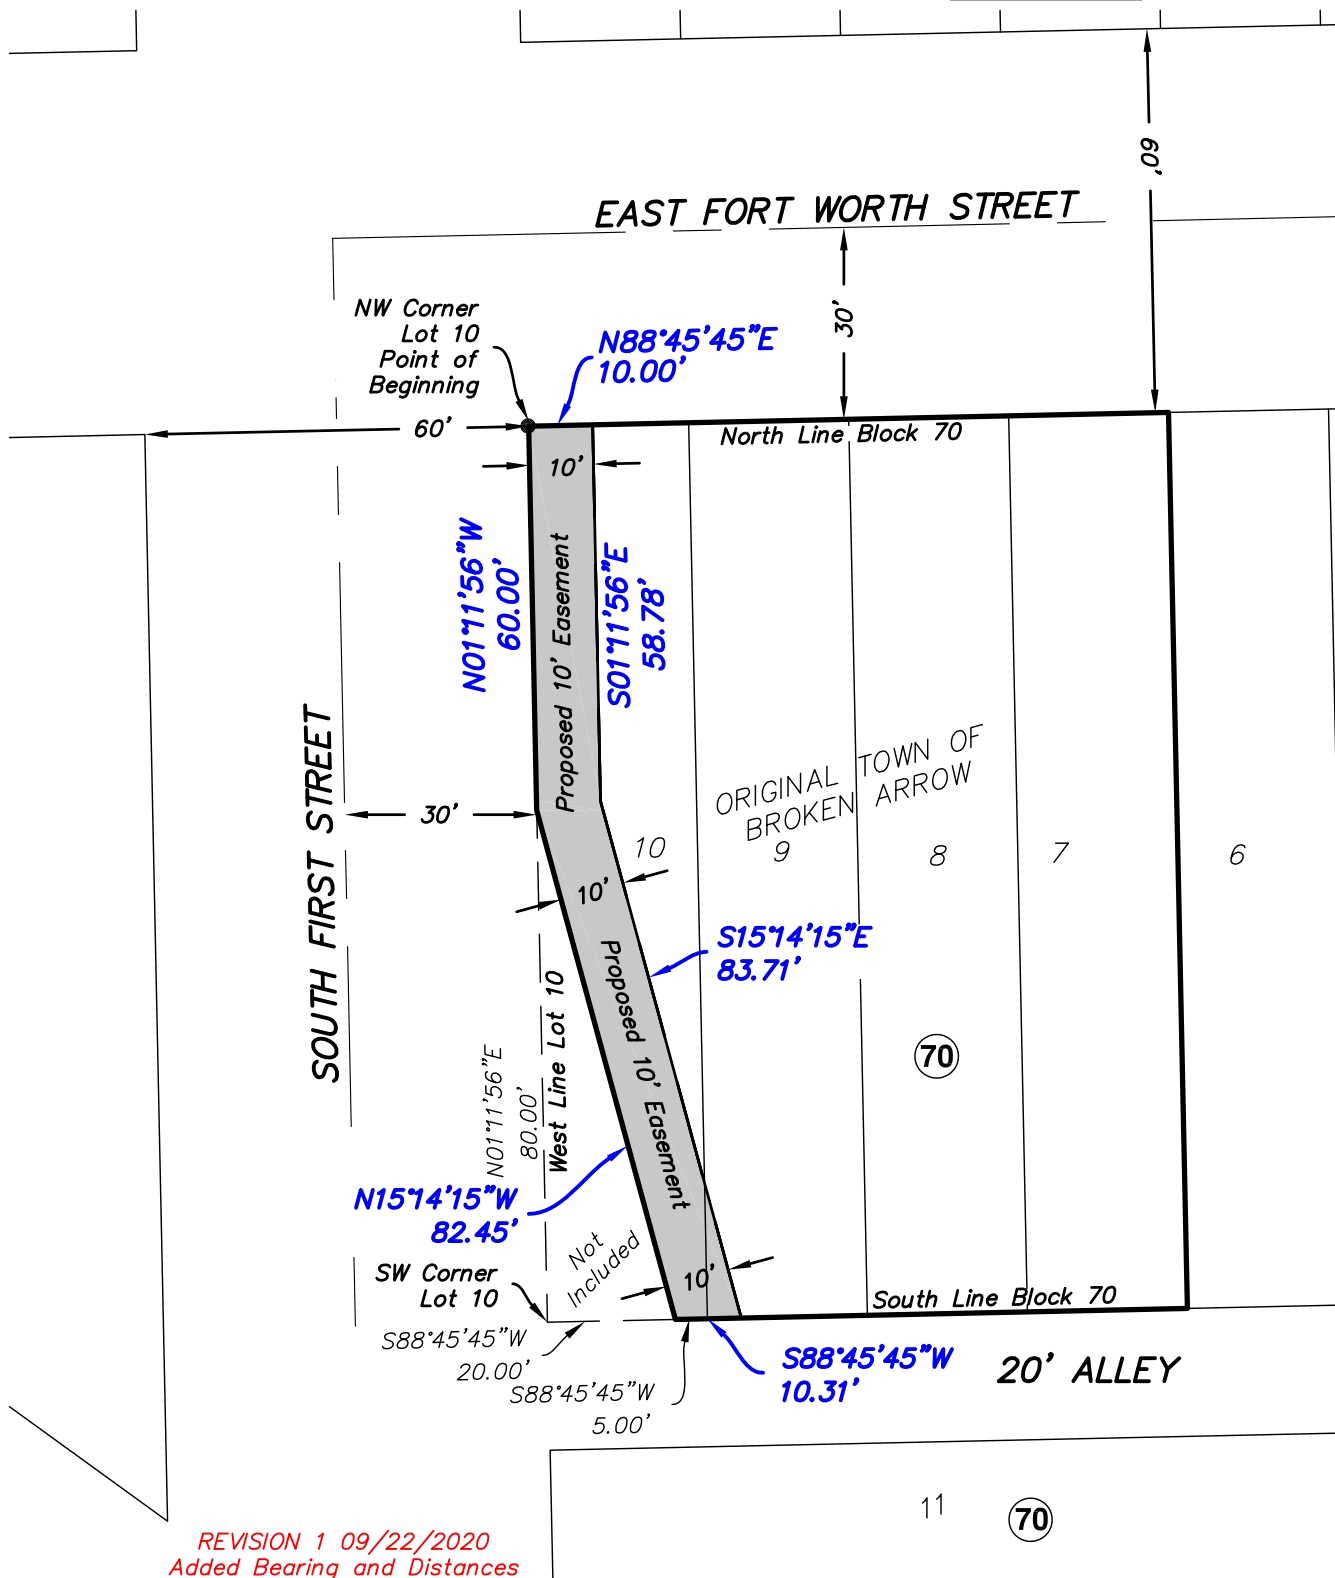 60'
EAST FORT WORTH STREET
30'
NW Corner
Lot 10
Point of
Beginning
N88°45'45"E
10.00'
60'
North Line Block 70
10'
N01°11'56"W
60.00'
Proposed 10' Easement
S01°11'56"E
58.78'
SOUTH FIRST STREET
30'
ORIGINAL TOWN OF
BROKEN ARROW
10
9
8
7
6
10'
S15°14'15"E
83.71'
Proposed 10' Easement
West Line Lot 10
N01°11'56"E
80.00'
70
N15°14'15"W
82.45'
Not
Included
10'
SW Corner
Lot 10
South Line Block 70
S88°45'45"W
20.00'
S88°45'45"W
5.00'
S88°45'45"W
10.31'
20' ALLEY
11
70
REVISION 1 09/22/2020
Added Bearing and Distances